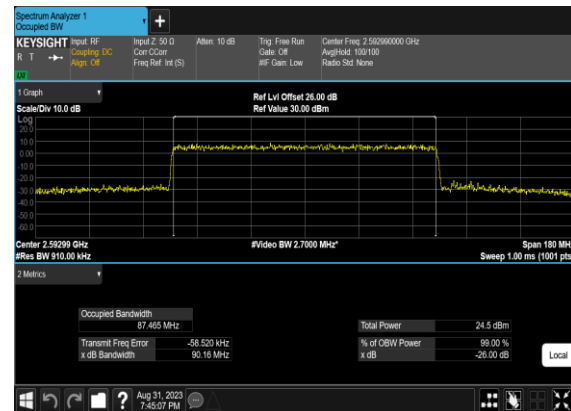 Spectrum Analyzer 1
Occupied BW
KEYSIGHT Input: RF Input Z: 50 Ω Atten: 10 dB Trig: Free Run Center Freq: 2.592990000 GHz
R T Coupling: DC Corr CCorr Gate: Off Avg|Hold: 100/100
Align: Off Freq Ref: Int (S) #IF Gain: Low Radio Std: None
LXI
1 Graph
Ref Lvl Offset 26.00 dB
Scale/Div 10.0 dB Ref Value 30.00 dBm
Log
20.0
10.0
0.00
-10.0
-20.0
-30.0
-40.0
-50.0
-60.0
Center 2.59299 GHz #Video BW 2.7000 MHz* Span 180 MH
#Res BW 910.00 kHz Sweep 1.00 ms (1001 pts
2 Metrics
Occupied Bandwidth
87.465 MHz Total Power 24.5 dBm
Transmit Freq Error -58.520 kHz % of OBW Power 99.00 %
x dB Bandwidth 90.16 MHz x dB -26.00 dB
Local
? Aug 31, 2023
7:45:07 PM